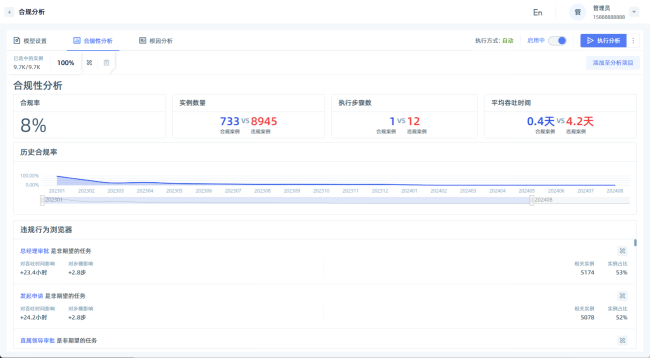 合规分析
En
管
管理员
15888888888
模型设置
合规性分析
根因分析
执行方式: 自动
启用中
执行分析
已选中的实例
9.7K/9.7K
100%
添加至分析项目
合规性分析
合规率
8%
实例数量
733 VS 8945
合规案例
违规案例
执行步骤数
1 VS 12
合规案例
违规案例
平均吞吐时间
0.4天 VS 4.2天
合规案例
违规案例
历史合规率
100.00%
0.00%
202301 202302 202303 202304 202305 202306 202307 202308 202309 202310 202311 202312 202401 202402 202403 202404 202405 202406 202407 202408
202301
202408
违规行为浏览器
总经理审批 是非期望的任务
对吞吐时间影响
+23.4小时
对步骤影响
+2.8步
相关实例
5174
实例占比
53%
发起申请 是非期望的任务
对吞吐时间影响
+24.2小时
对步骤影响
+2.8步
相关实例
5078
实例占比
52%
直属领导审批 是非期望的任务